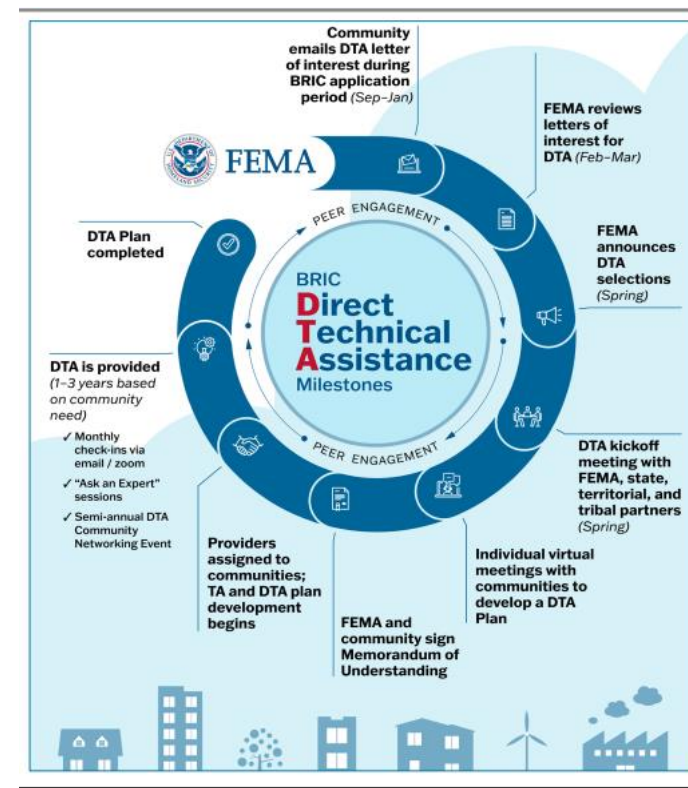 Community
emails DTA letter
of interest during
BRIC application
period (Sep–Jan)
FEMA reviews
letters of
interest for
DTA (Feb–Mar)
FEMA
announces
DTA
selections
(Spring)
DTA kickoff
meeting with
FEMA, state,
territorial, and
tribal partners
(Spring)
Individual virtual
meetings with
communities to
develop a DTA
Plan
FEMA and
community sign
Memorandum of
Understanding
Providers
assigned to
communities;
TA and DTA plan
development
begins
DTA is provided
(1–3 years based
on community
need)
✓ Monthly
check-ins via
email / zoom
✓ “Ask an Expert”
sessions
✓ Semi-annual DTA
Community
Networking Event
DTA Plan
completed
U.S. DEPARTMENT OF
HOMELAND SECURITY
FEMA
PEER ENGAGEMENT
BRIC
Direct
Technical
Assistance
Milestones
PEER ENGAGEMENT